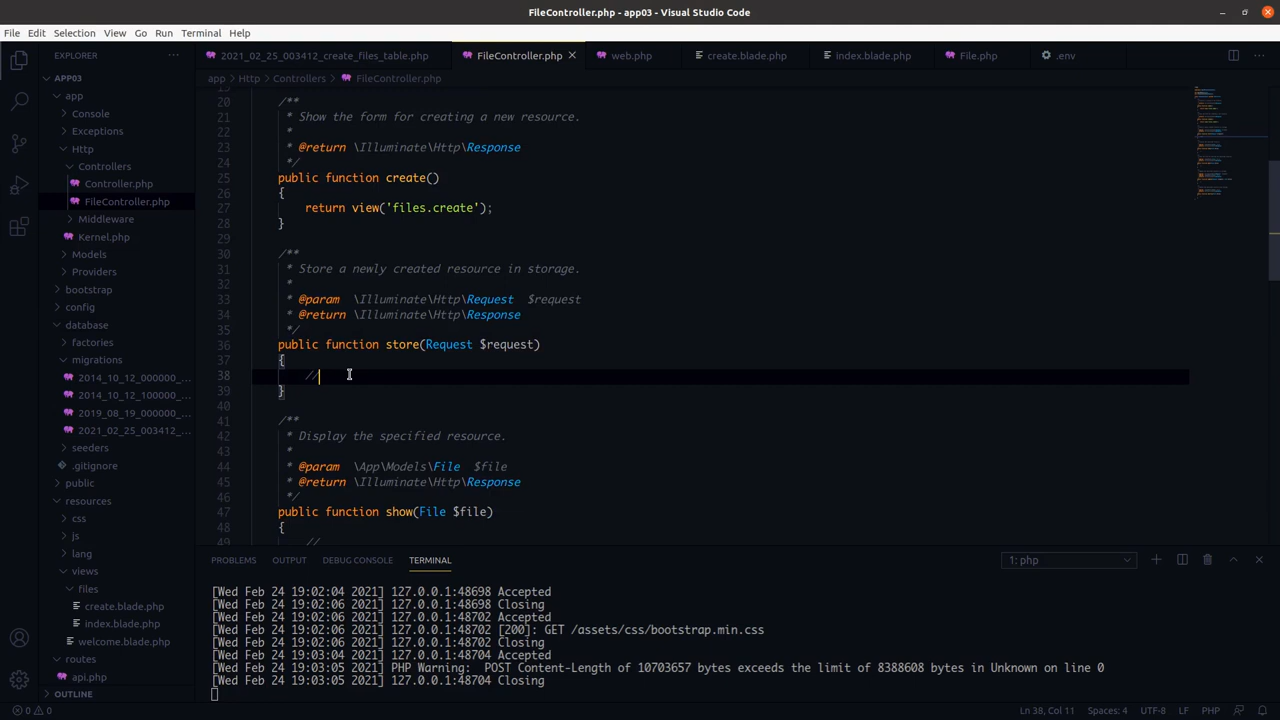 FileController.php - app03 - Visual Studio Code
File Edit Selection View Go Run Terminal Help
EXPLORER
2021_02_25_003412_create_files_table.php FileController.php web.php create.blade.php index.blade.php File.php .env
app > Http > Controllers > FileController.php
APP03
app
Console
Exceptions
Http
Controllers
Controller.php
FileController.php
Middleware
Kernel.php
Models
Providers
bootstrap
config
database
factories
migrations
2014_10_12_000000_...
2014_10_12_100000_...
2019_08_19_000000_...
2021_02_25_003412_...
seeders
.gitignore
public
resources
css
js
lang
views
files
create.blade.php
index.blade.php
welcome.blade.php
routes
api.php
OUTLINE
19
20 /**
21 * Show the form for creating a new resource.
22 *
23 * @return \Illuminate\Http\Response
24 */
25 public function create()
26 {
27 return view('files.create');
28 }
29
30 /**
31 * Store a newly created resource in storage.
32 *
33 * @param \Illuminate\Http\Request $request
34 * @return \Illuminate\Http\Response
35 */
36 public function store(Request $request)
37 {
38 //
39 }
40
41 /**
42 * Display the specified resource.
43 *
44 * @param \App\Models\File $file
45 * @return \Illuminate\Http\Response
46 */
47 public function show(File $file)
48 {
49 //
PROBLEMS OUTPUT DEBUG CONSOLE TERMINAL
1: php
[Wed Feb 24 19:02:04 2021] 127.0.0.1:48698 Accepted
[Wed Feb 24 19:02:06 2021] 127.0.0.1:48698 Closing
[Wed Feb 24 19:02:06 2021] 127.0.0.1:48702 Accepted
[Wed Feb 24 19:02:06 2021] 127.0.0.1:48702 [200]: GET /assets/css/bootstrap.min.css
[Wed Feb 24 19:02:06 2021] 127.0.0.1:48702 Closing
[Wed Feb 24 19:03:05 2021] 127.0.0.1:48704 Accepted
[Wed Feb 24 19:03:05 2021] PHP Warning: POST Content-Length of 10703657 bytes exceeds the limit of 8388608 bytes in Unknown on line 0
[Wed Feb 24 19:03:05 2021] 127.0.0.1:48704 Closing
0 0
Ln 38, Col 11 Spaces: 4 UTF-8 LF PHP